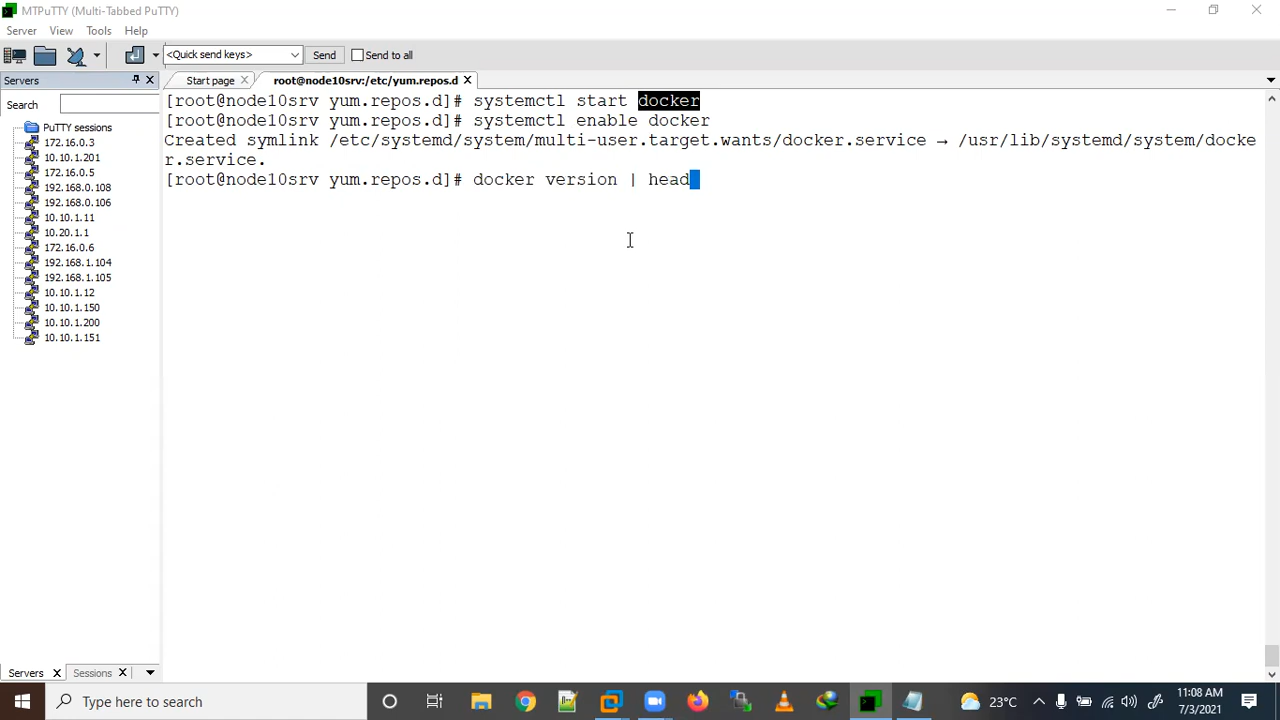 MTPuTTY (Multi-Tabbed PuTTY)
Server View Tools Help
<Quick send keys> Send Send to all
Servers
Start page root@node10srv:/etc/yum.repos.d
Search
PuTTY sessions
172.16.0.3
10.10.1.201
172.16.0.5
192.168.0.108
192.168.0.106
10.10.1.11
10.20.1.1
172.16.0.6
192.168.1.104
192.168.1.105
10.10.1.12
10.10.1.150
10.10.1.200
10.10.1.151
[root@node10srv yum.repos.d]# systemctl start docker
[root@node10srv yum.repos.d]# systemctl enable docker
Created symlink /etc/systemd/system/multi-user.target.wants/docker.service → /usr/lib/systemd/system/docke
r.service.
[root@node10srv yum.repos.d]# docker version | head
Servers Sessions
Type here to search
23°C
11:08 AM
7/3/2021